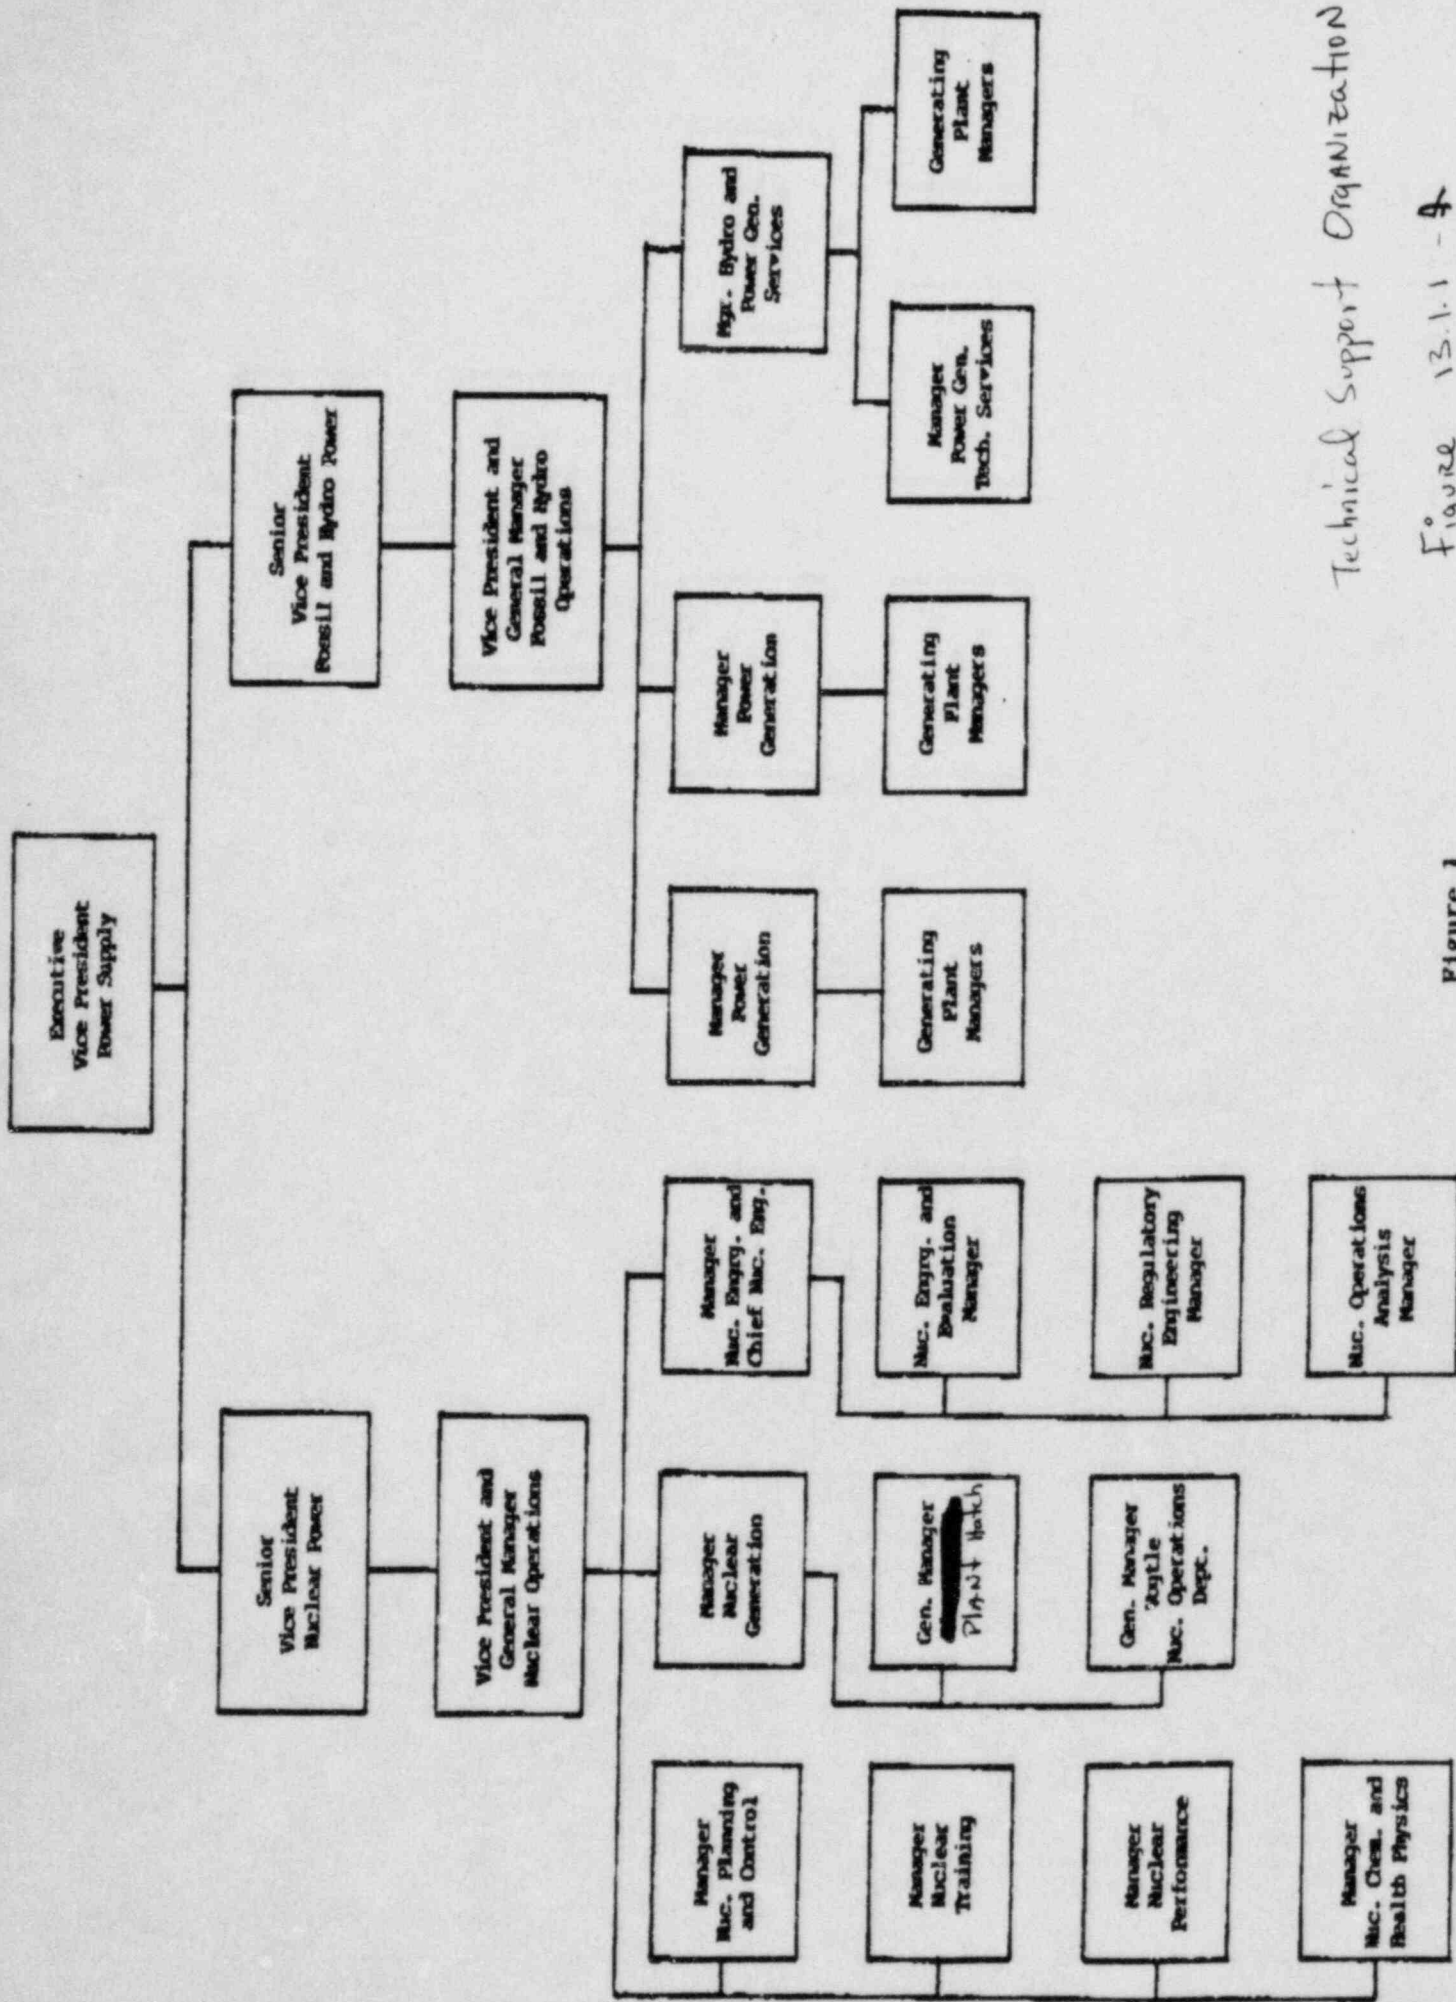 Executive
Vice President
Power Supply
Senior
Vice President
Nuclear Power
Senior
Vice President
Fossil and Hydro Power
Vice President and
General Manager
Nuclear Operations
Vice President and
General Manager
Fossil and Hydro
Operations
Manager
Nuc. Planning
and Control
Manager
Nuclear
Generation
Manager
Nuc. Engrg. and
Chief Nuc. Eng.
Manager
Power
Generation
Manager
Power
Generation
Mgr. Hydro and
Power Gen.
Services
Manager
Nuclear
Training
Gen. Manager
PLANT Hatch
Nuc. Engrg. and
Evaluation
Manager
Generating
Plant
Managers
Generating
Plant
Managers
Manager
Power Gen.
Tech. Services
Generating
Plant
Managers
Manager
Nuclear
Performance
Gen. Manager
Vogtle
Nuc. Operations
Dept.
Nuc. Regulatory
Engineering
Manager
Manager
Nuc. Chem. and
Health Physics
Nuc. Operations
Analysis
Manager
Technical Support Organization
Figure 13.1.1-
Figure 1